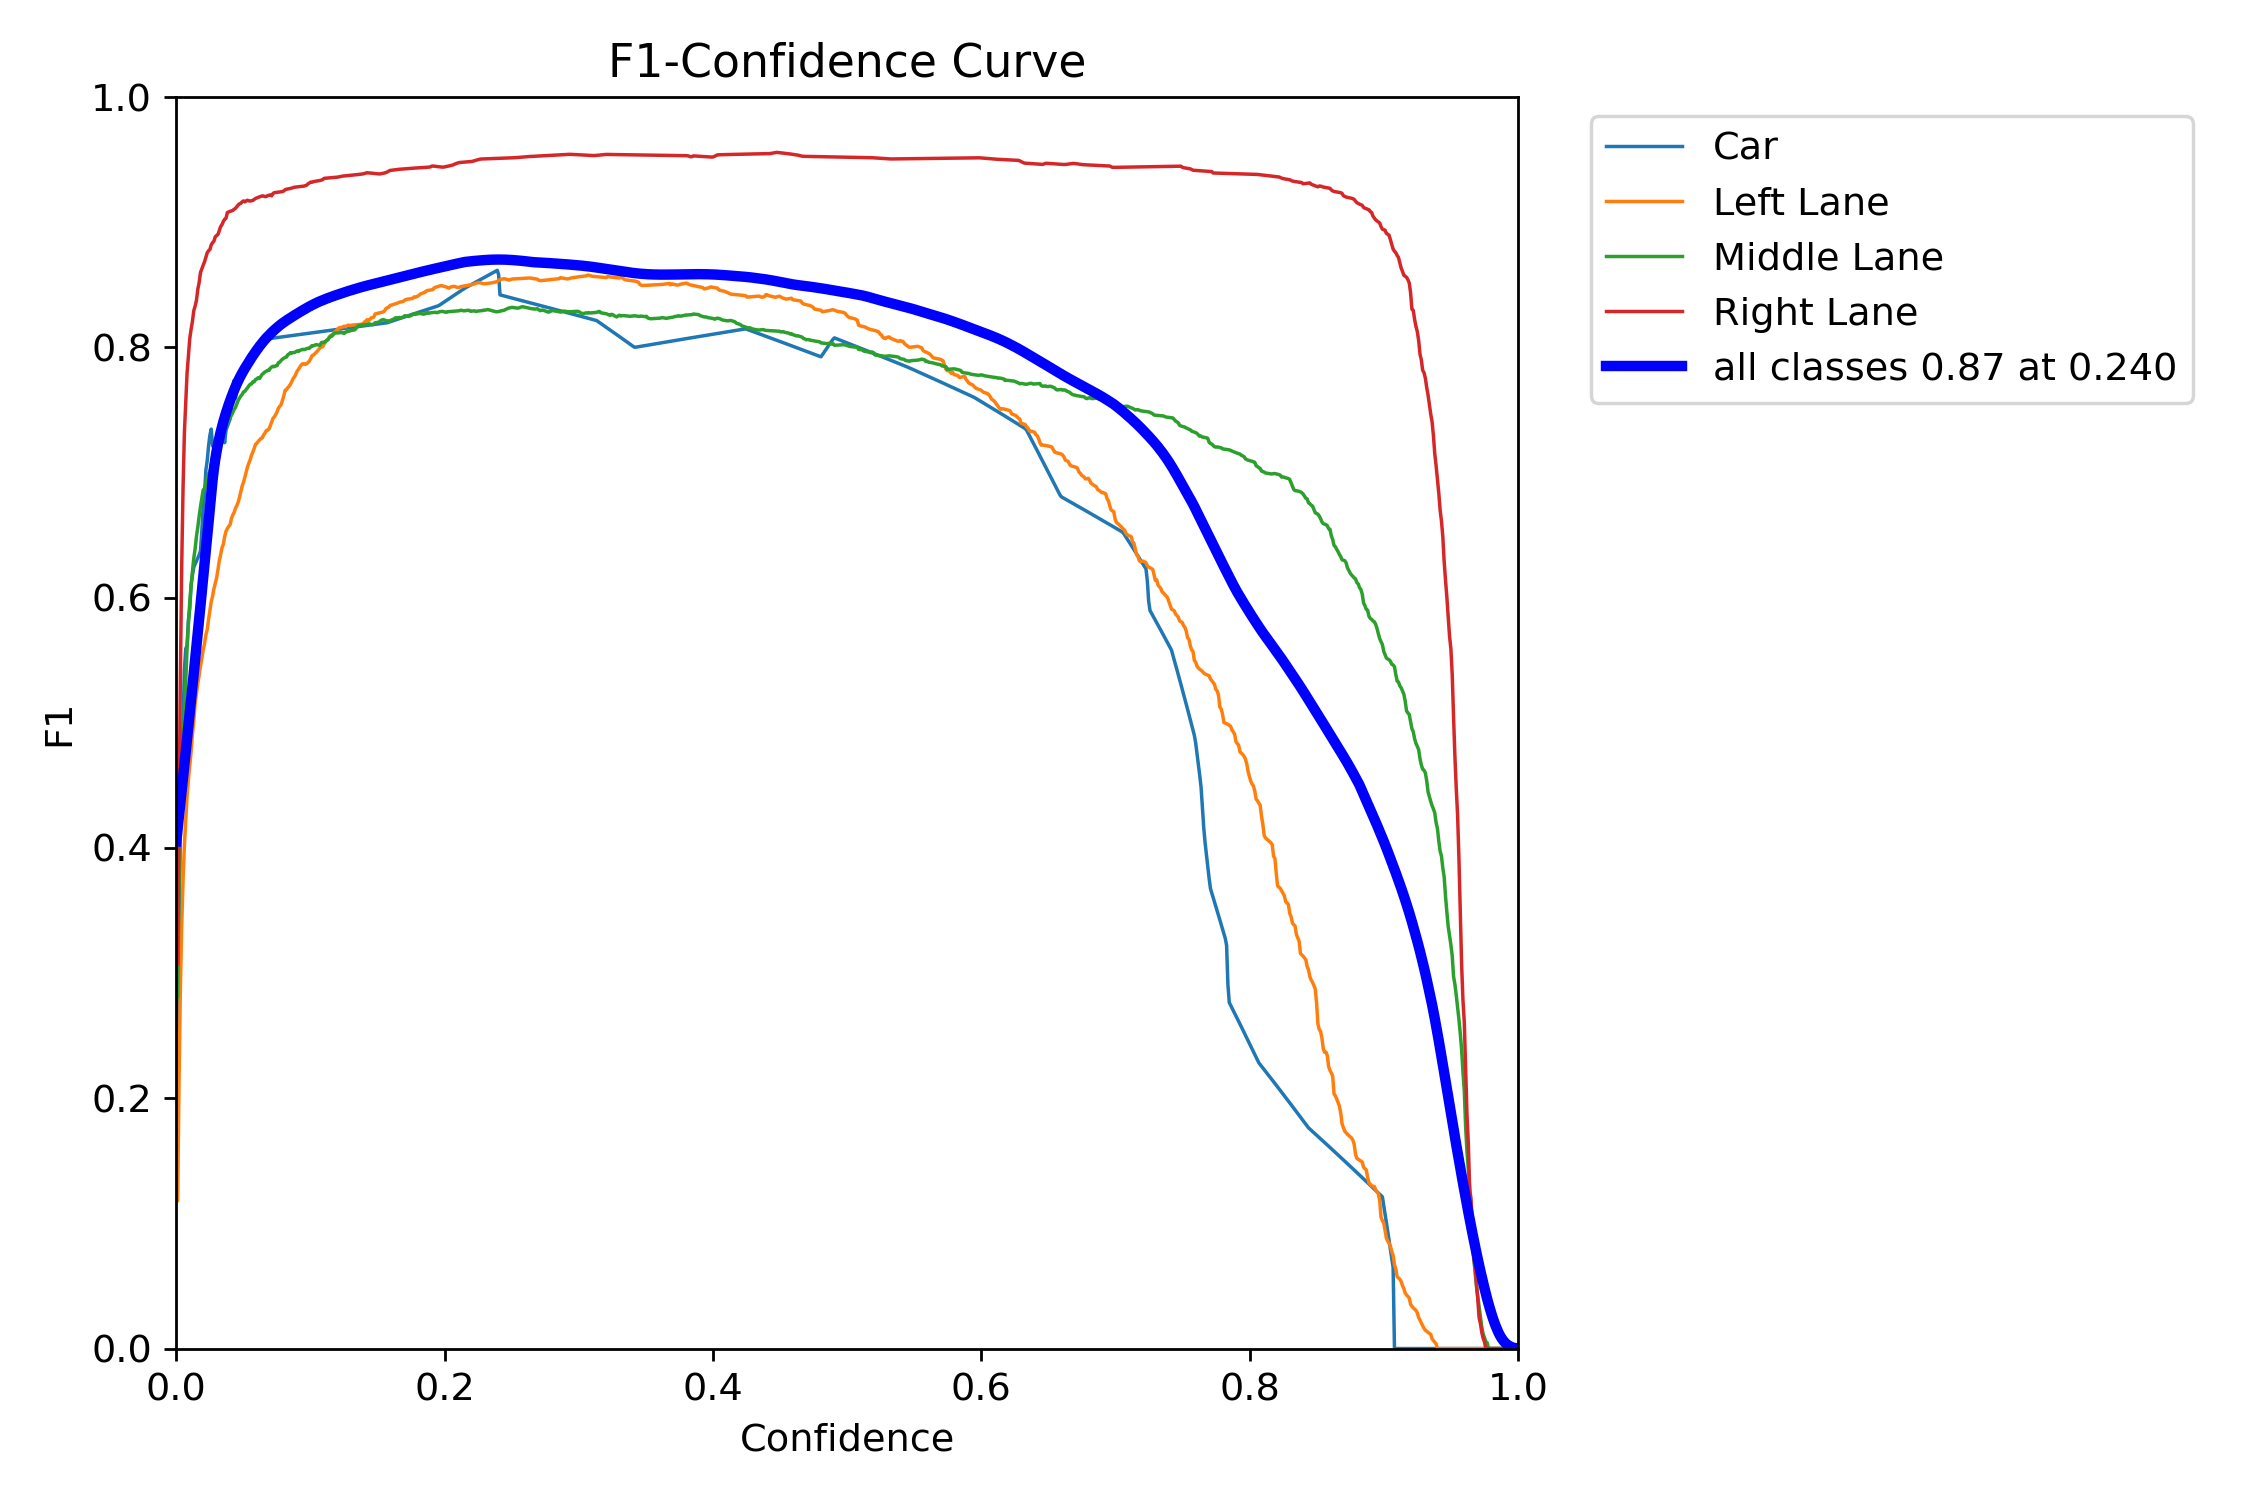 F1-Confidence Curve
1.0
0.8
0.6
0.4
0.2
0.0
F1
0.0 0.2 0.4 0.6 0.8 1.0
Confidence
Car
Left Lane
Middle Lane
Right Lane
all classes 0.87 at 0.240